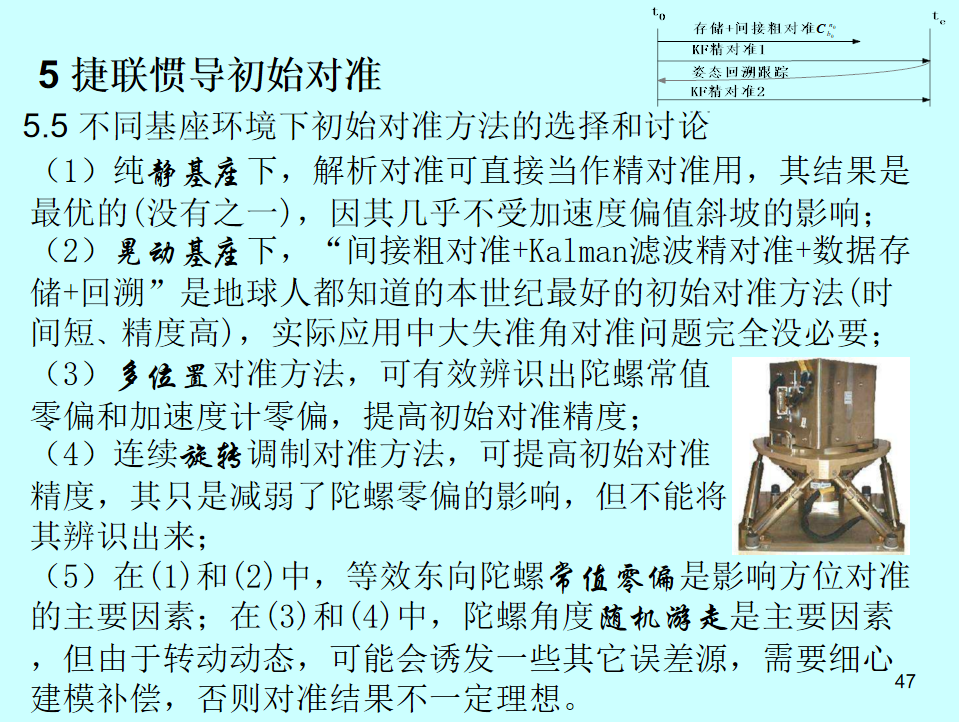 t₀
tₑ
存储+间接粗对准Cᵇ₀ⁿ⁰
KF精对准1
姿态回溯跟踪
KF精对准2
5 捷联惯导初始对准
5.5 不同基座环境下初始对准方法的选择和讨论
（1）纯静基座下，解析对准可直接当作精对准用，其结果是
最优的(没有之一)，因其几乎不受加速度偏值斜坡的影响；
（2）晃动基座下，“间接粗对准+Kalman滤波精对准+数据存
储+回溯”是地球人都知道的本世纪最好的初始对准方法(时
间短、精度高)，实际应用中大失准角对准问题完全没必要；
（3）多位置对准方法，可有效辨识出陀螺常值
零偏和加速度计零偏，提高初始对准精度；
（4）连续旋转调制对准方法，可提高初始对准
精度，其只是减弱了陀螺零偏的影响，但不能将
其辨识出来；
（5）在(1)和(2)中，等效东向陀螺常值零偏是影响方位对准
的主要因素；在(3)和(4)中，陀螺角度随机游走是主要因素
，但由于转动动态，可能会诱发一些其它误差源，需要细心
建模补偿，否则对准结果不一定理想。
47